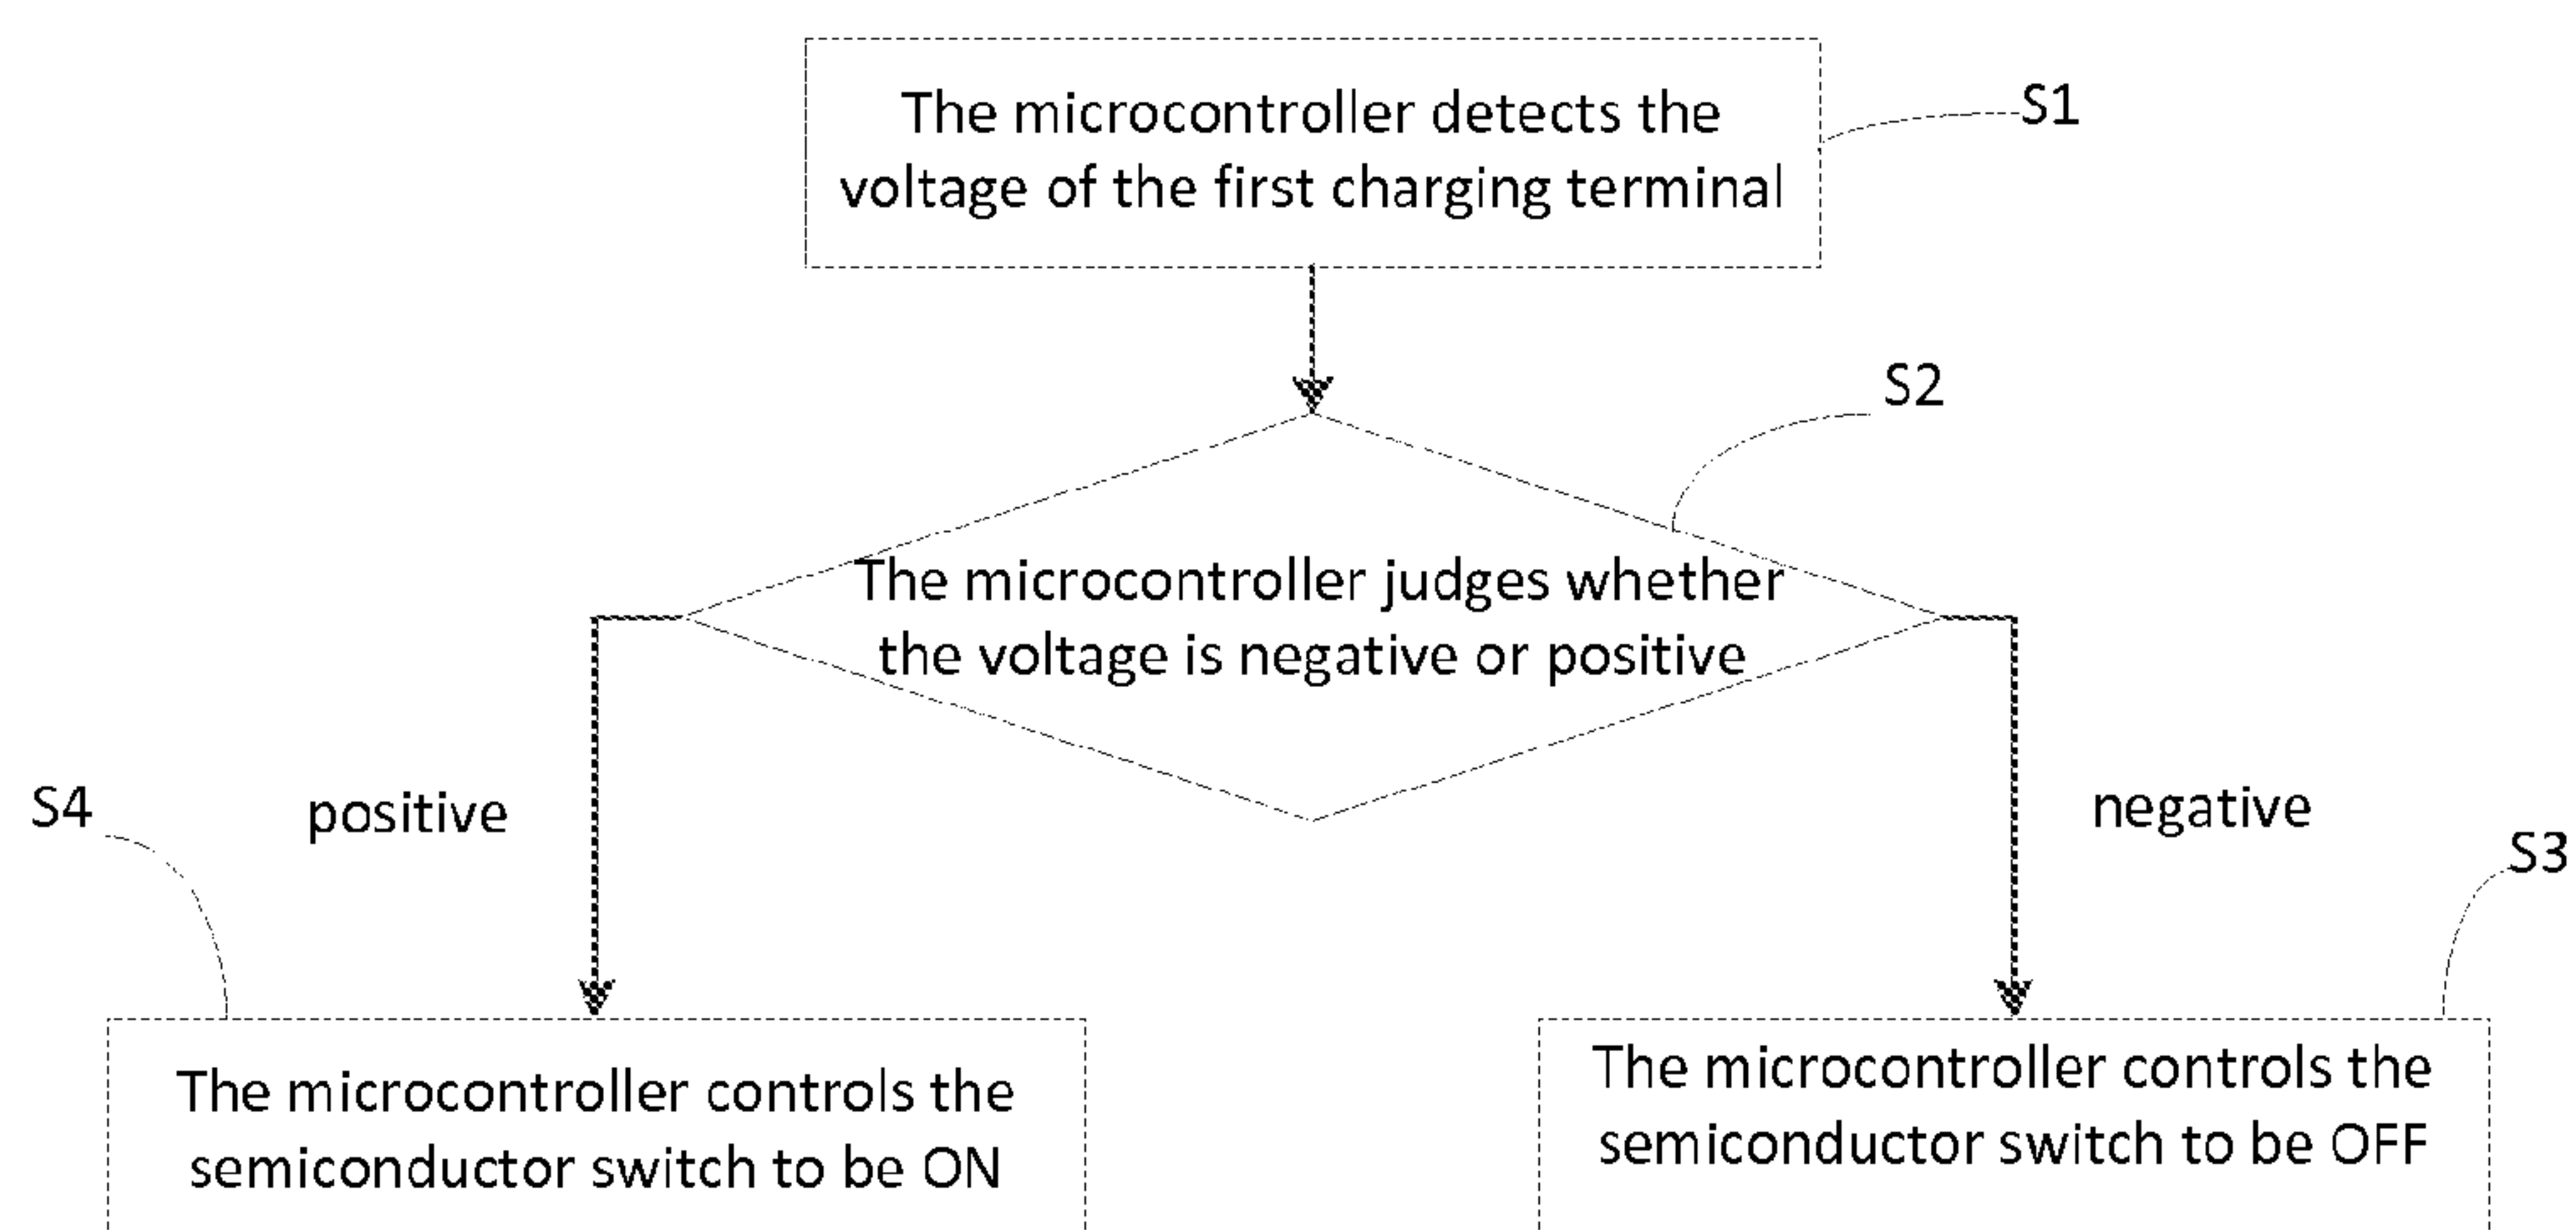 The microcontroller detects the
voltage of the first charging terminal
S1
S2
The microcontroller judges whether
the voltage is negative or positive
S4
positive
negative
S3
The microcontroller controls the
semiconductor switch to be ON
The microcontroller controls the
semiconductor switch to be OFF